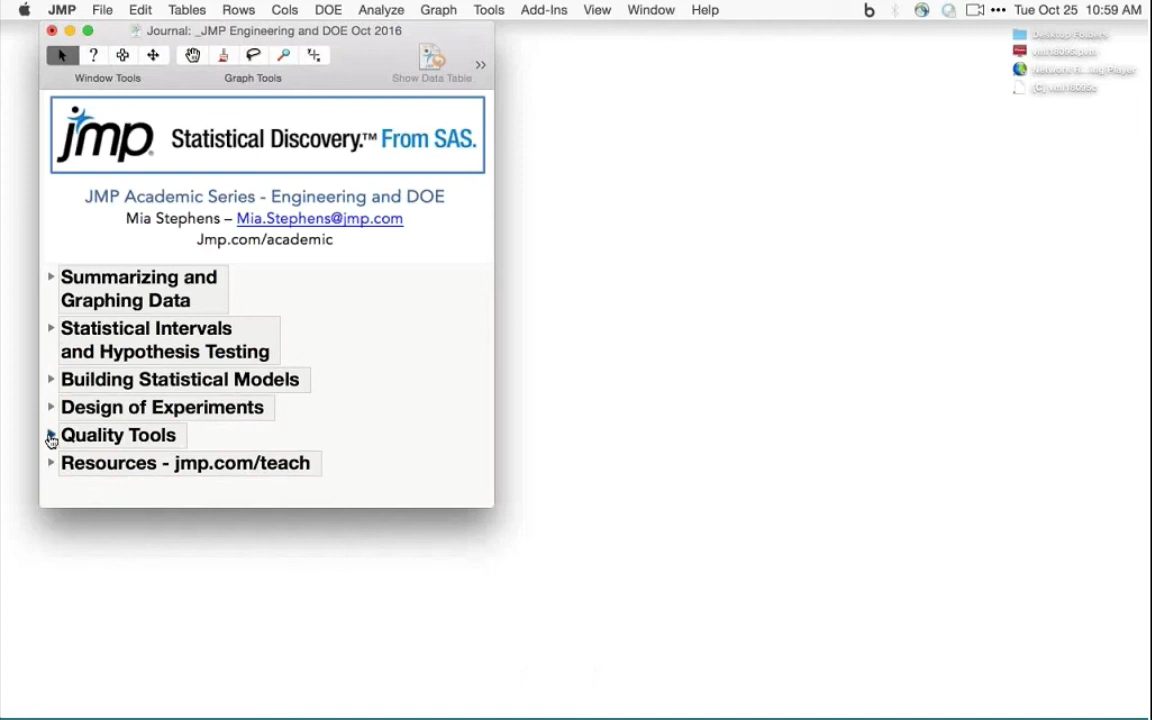 JMP File Edit Tables Rows Cols DOE Analyze Graph Tools Add-Ins View Window Help b ••• Tue Oct 25 10:59 AM
Journal: _JMP Engineering and DOE Oct 2016
?
Window Tools Graph Tools Show Data Table
jmp Statistical Discovery.™ From SAS.
JMP Academic Series - Engineering and DOE
Mia Stephens – Mia.Stephens@jmp.com
Jmp.com/academic
Summarizing and
Graphing Data
Statistical Intervals
and Hypothesis Testing
Building Statistical Models
Design of Experiments
Quality Tools
Resources - jmp.com/teach
Desktop Folders